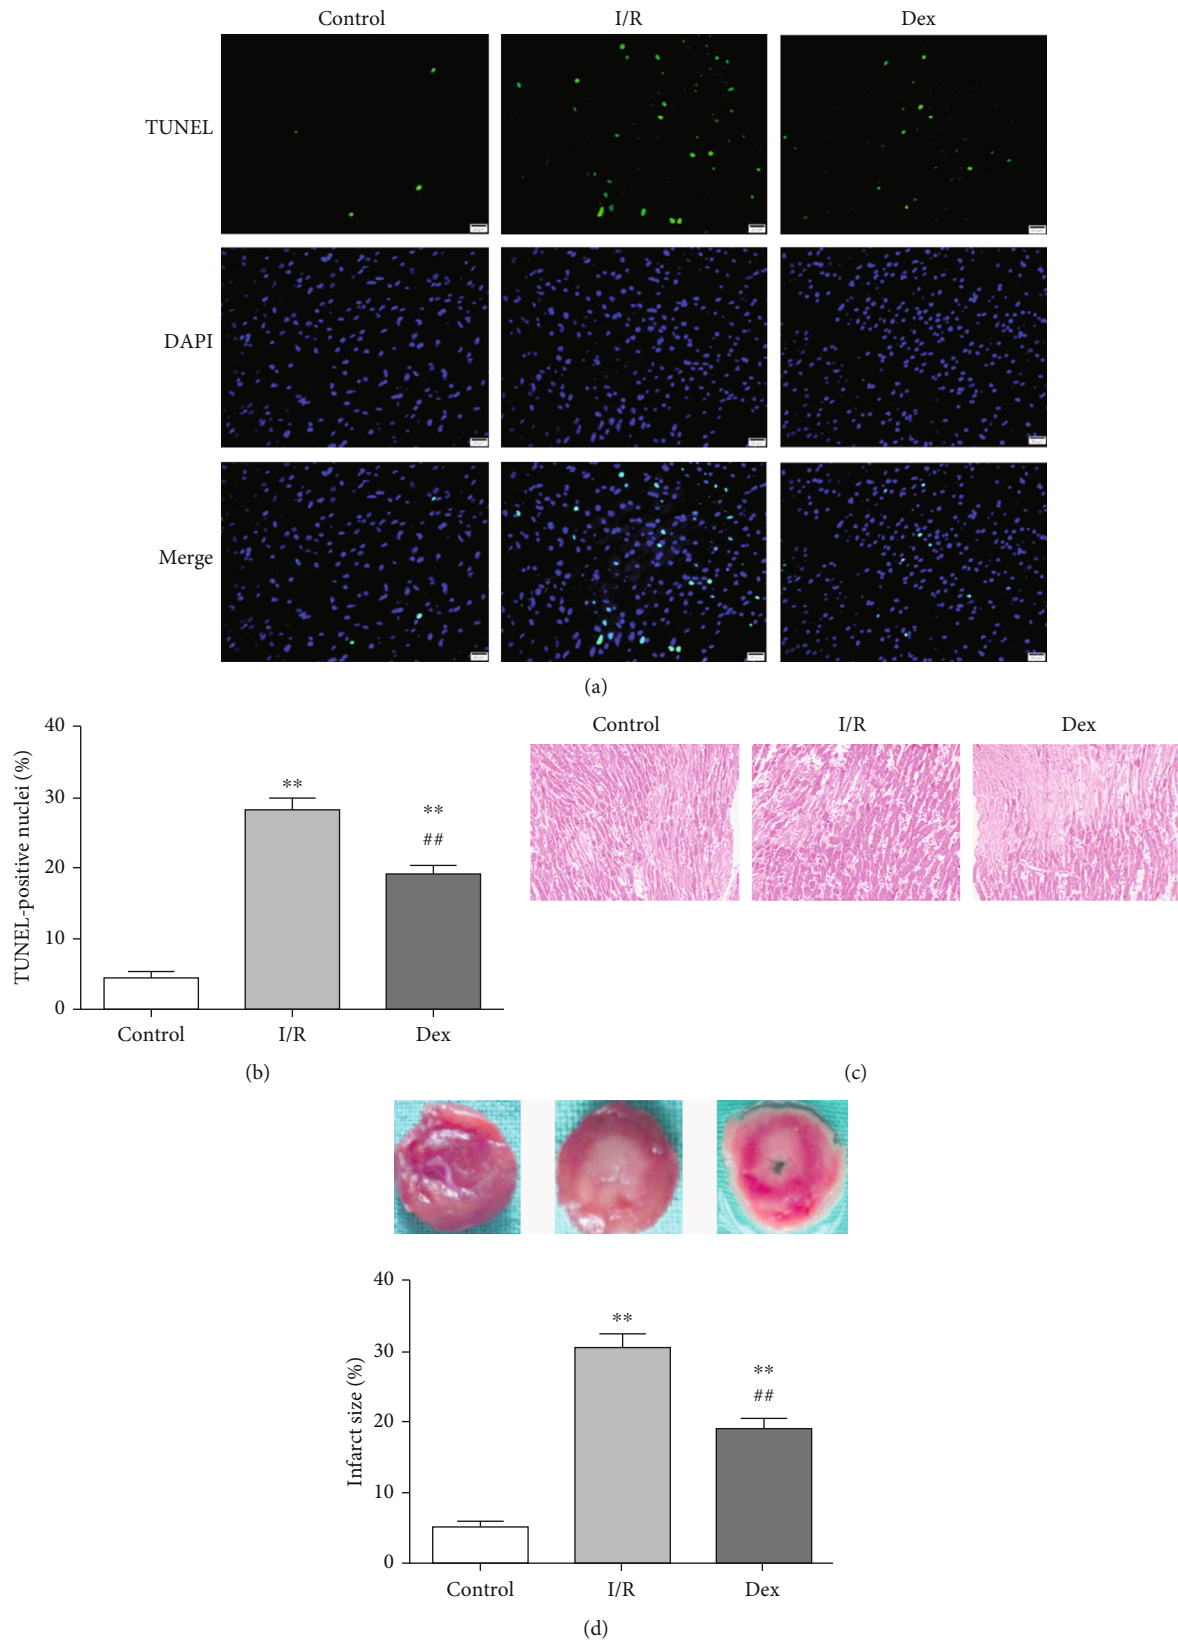 Control I/R Dex
TUNEL
DAPI
Merge
(a)
40
30
20
10
0
TUNEL-positive nuclei (%)
**
**
##
Control I/R Dex
(b)
Control I/R Dex
(c)
40
30
20
10
0
Infarct size (%)
**
**
##
Control I/R Dex
(d)